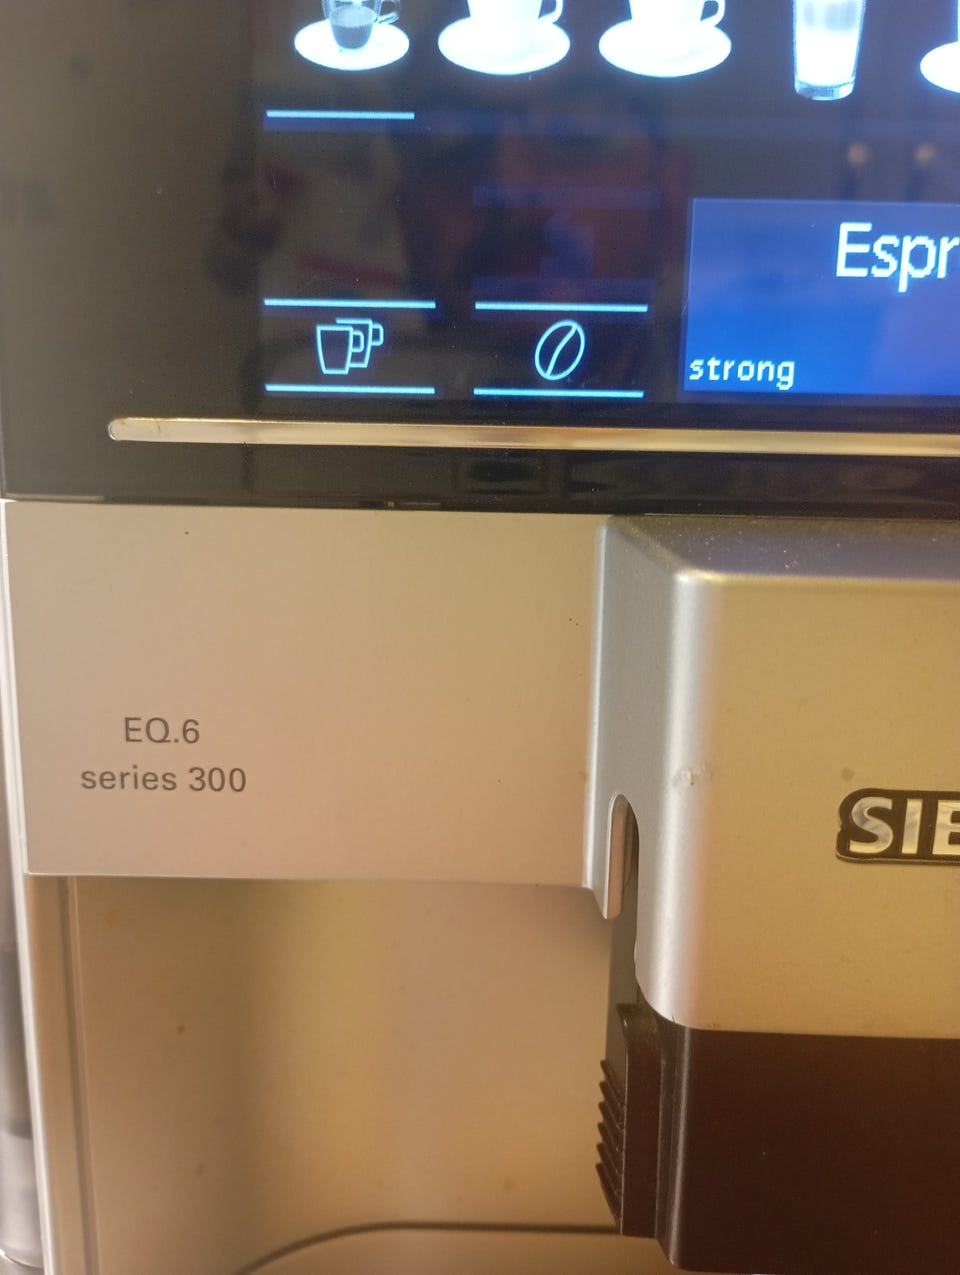 Espr
strong
EQ.6
series 300
SIE